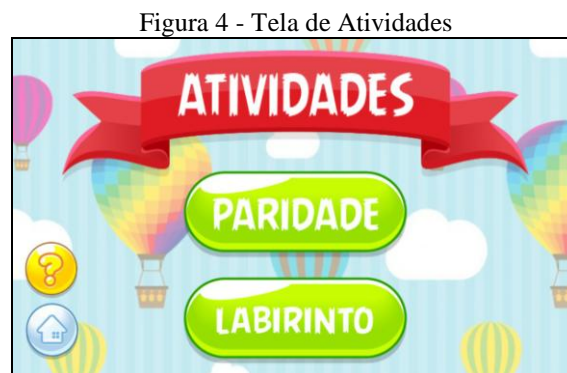 Figura 4 - Tela de Atividades
ATIVIDADES
PARIDADE
?
LABIRINTO